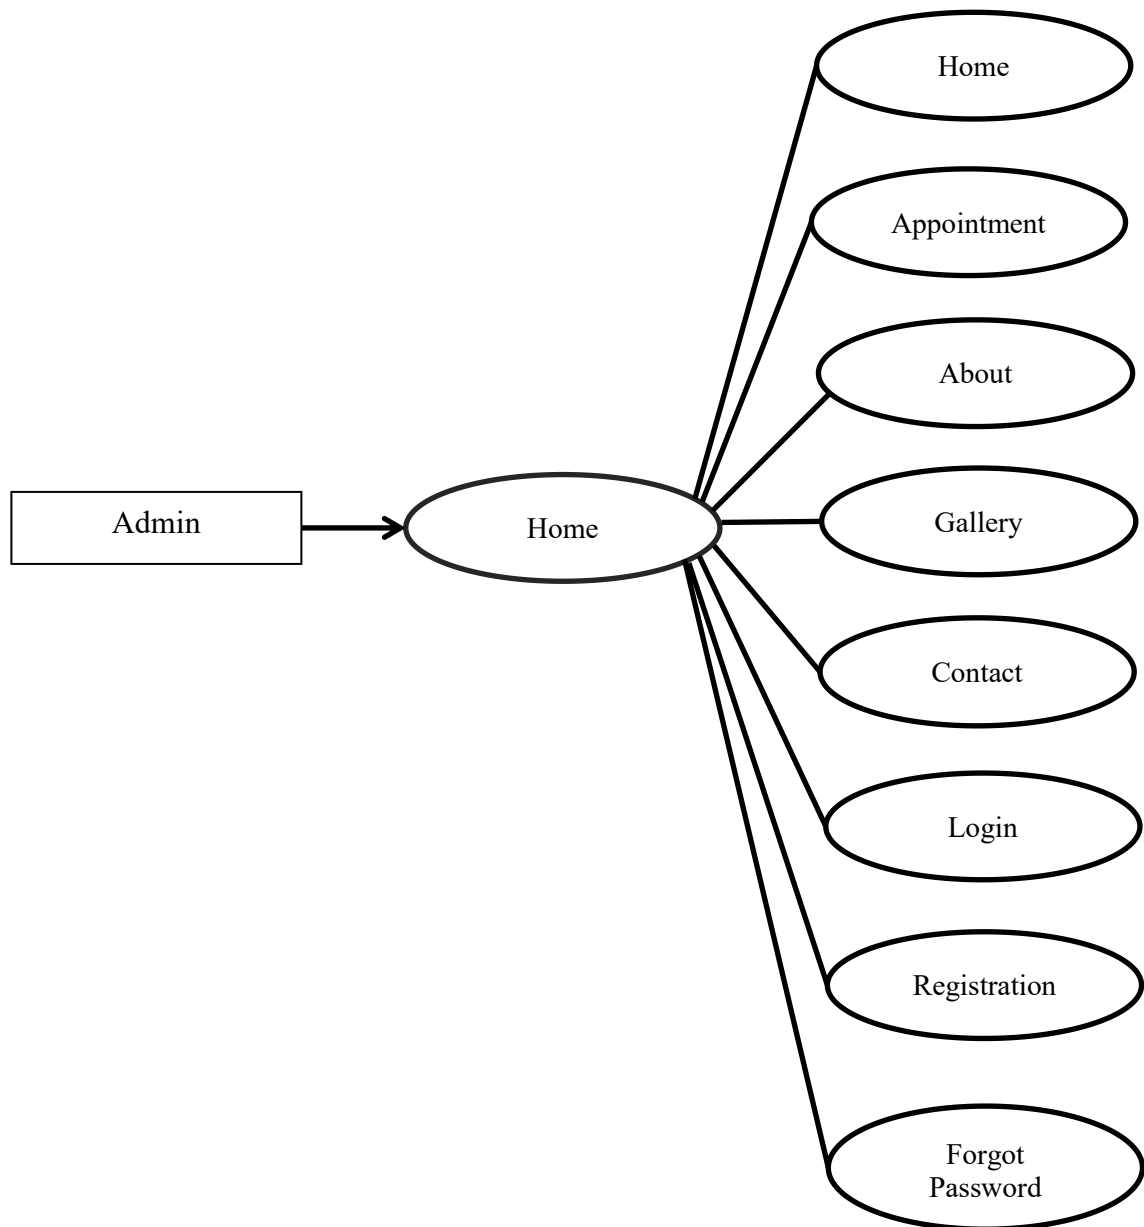 Home
Appointment
About
Admin
Home
Gallery
Contact
Login
Registration
Forgot
Password